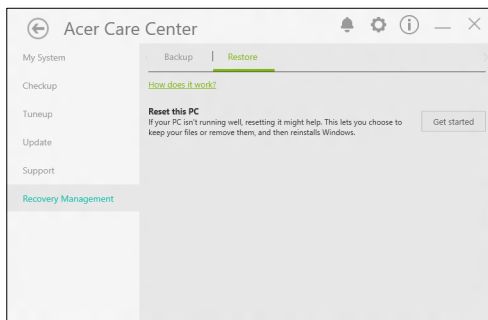 Acer Care Center
My System
Backup | Restore
Checkup
How does it work?
Tuneup
Reset this PC
If your PC isn't running well, resetting it might help. This lets you choose to
keep your files or remove them, and then reinstalls Windows.
Get started
Update
Support
Recovery Management